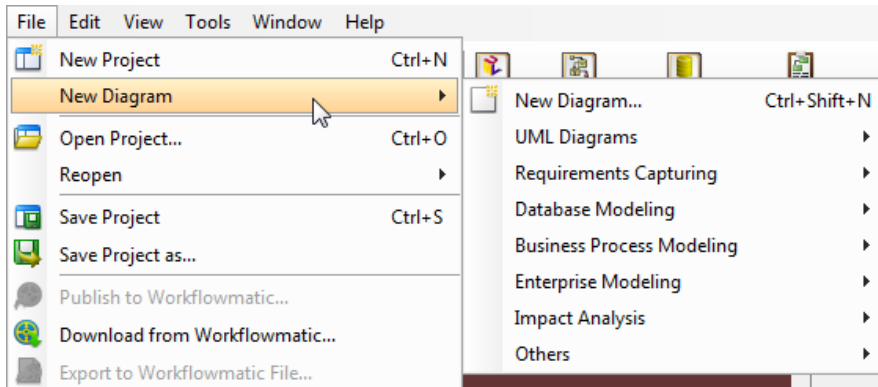 File Edit View Tools Window Help
New Project Ctrl+N
New Diagram
Open Project... Ctrl+O
Reopen
Save Project Ctrl+S
Save Project as...
Publish to Workflowmatic...
Download from Workflowmatic...
Export to Workflowmatic File...
New Diagram... Ctrl+Shift+N
UML Diagrams
Requirements Capturing
Database Modeling
Business Process Modeling
Enterprise Modeling
Impact Analysis
Others